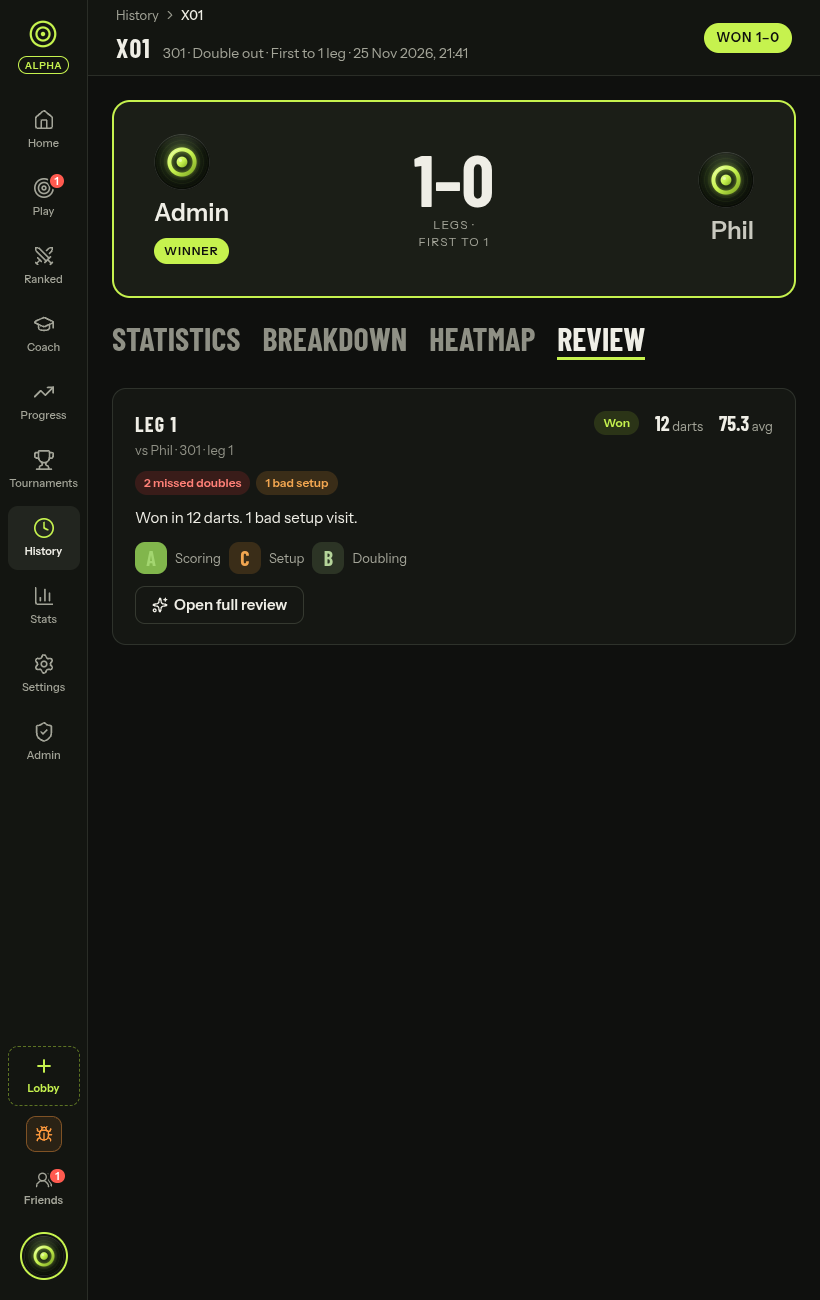 History > X01
X01 301 · Double out · First to 1 leg · 25 Nov 2026, 21:41
WON 1–0
ALPHA
Home
1
Play
Ranked
Coach
Progress
Tournaments
History
Stats
Settings
Admin
Lobby
1
Friends
Admin
WINNER
1–0
LEGS ·
FIRST TO 1
Phil
STATISTICS BREAKDOWN HEATMAP REVIEW
LEG 1
Won 12 darts 75.3 avg
vs Phil · 301 · leg 1
2 missed doubles 1 bad setup
Won in 12 darts. 1 bad setup visit.
A Scoring C Setup B Doubling
Open full review